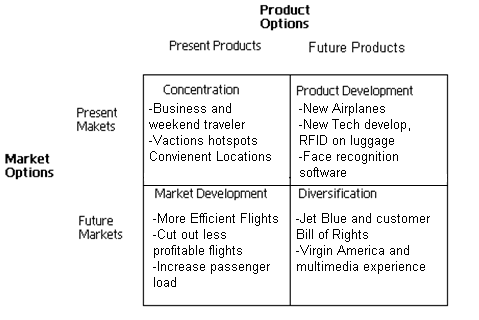 Product
Options
Present Products
Future Products
Present
Makets
Market
Options
Future
Markets
Concentration
-Business and
weekend traveler
-Vactions hotspots
Convienent Locations
Product Development
-New Airplanes
-New Tech develop,
RFID on luggage
-Face recognition
software
Market Development
-More Efficient Flights
-Cut out less
profitable flights
-Increase passenger
load
Diversification
-Jet Blue and customer
Bill of Rights
-Virgin America and
multimedia experience